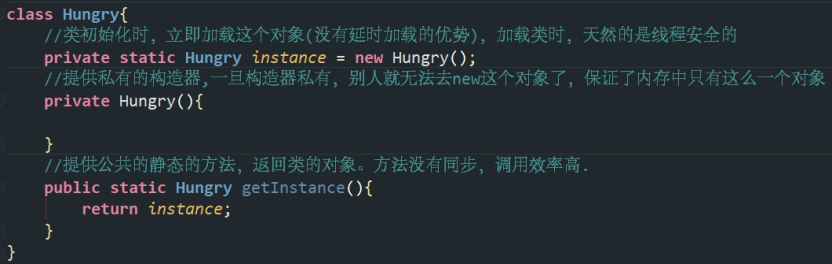 class Hungry{
//类初始化时，立即加载这个对象(没有延时加载的优势)，加载类时，天然的是线程安全的
private static Hungry instance = new Hungry();
//提供私有的构造器,一旦构造器私有，别人就无法去new这个对象了，保证了内存中只有这么一个对象
private Hungry(){
}
//提供公共的静态的方法，返回类的对象。方法没有同步，调用效率高.
public static Hungry getInstance(){
return instance;
}
}